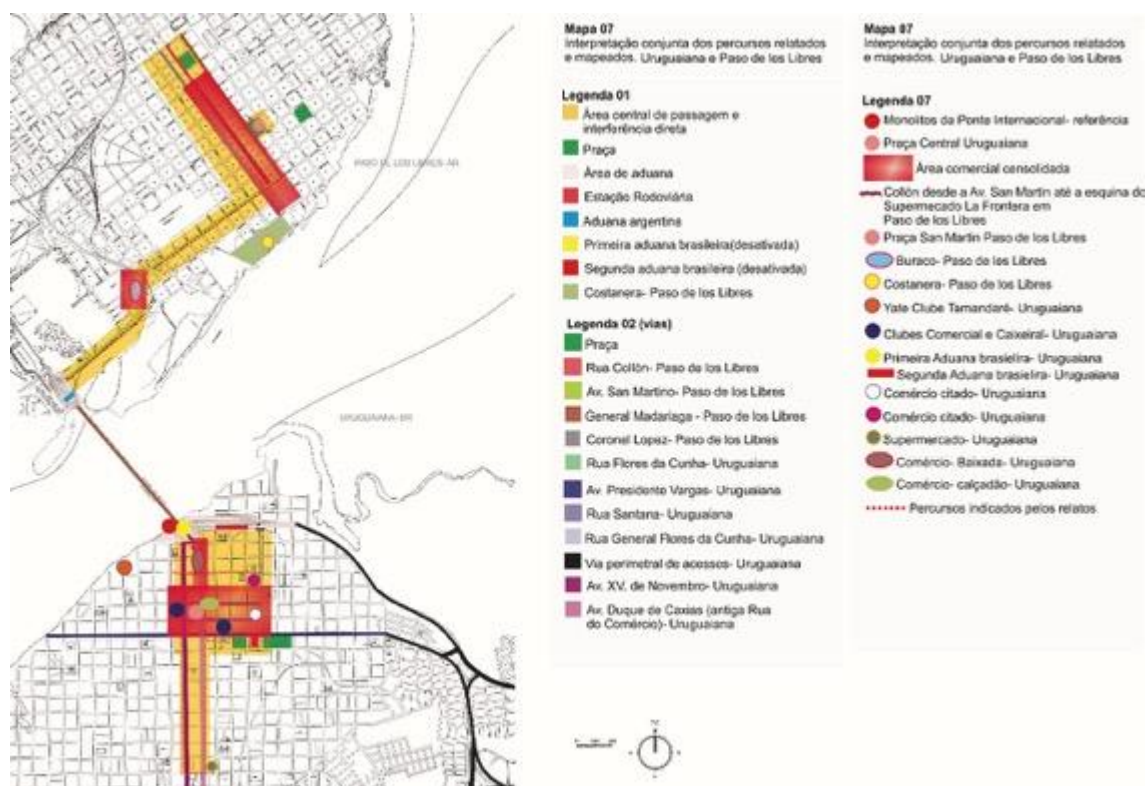 PASO DE LOS LIBRES-AR
URUGUAIANA-BR
Mapa 07
Interpretação conjunta dos percursos relatados
e mapeados. Uruguaiana e Paso de los Libres
Legenda 01
Área central de passagem e
interferência direta
Praça
Área de aduana
Estação Rodoviária
Aduana argentina
Primeira aduana brasileira(desativada)
Segunda aduana brasileira (desativada)
Costanera- Paso de los Libres
Legenda 02 (vias)
Praça
Rua Collón- Paso de los Libres
Av. San Martino- Paso de los Libres
General Madariaga - Paso de los Libres
Coronel Lopez- Paso de los Libres
Rua Flores da Cunha- Uruguaiana
Av. Presidente Vargas- Uruguaiana
Rua Santana- Uruguaiana
Rua General Flores da Cunha- Uruguaiana
Via perimetral de acessos- Uruguaiana
Av. XV. de Novembro- Uruguaiana
Av. Duque de Caxias (antiga Rua
do Comércio)- Uruguaiana
Mapa 07
Interpretação conjunta dos percursos relatados
e mapeados. Uruguaiana e Paso de los Libres
Legenda 07
Monolitos da Ponte Internacional- referência
Praça Central Uruguaiana
Área comercial consolidada
Collón desde a Av. San Martin até a esquina do
Supermecado La Frontera em
Paso de los Libres
Praça San Martin Paso de los Libres
Buraco- Paso de los Libres
Costanera- Paso de los Libres
Yate Clube Tamandaré- Uruguaiana
Clubes Comercial e Caixeiral- Uruguaiana
Primeira Aduana brasielira- Uruguaiana
Segunda Aduana brasielira- Uruguaiana
Comércio citado- Uruguaiana
Comércio citado- Uruguaiana
Supermercado- Uruguaiana
Comércio- Baixada- Uruguaiana
Comércio- calçadão- Uruguaiana
Percursos indicados pelos relatos